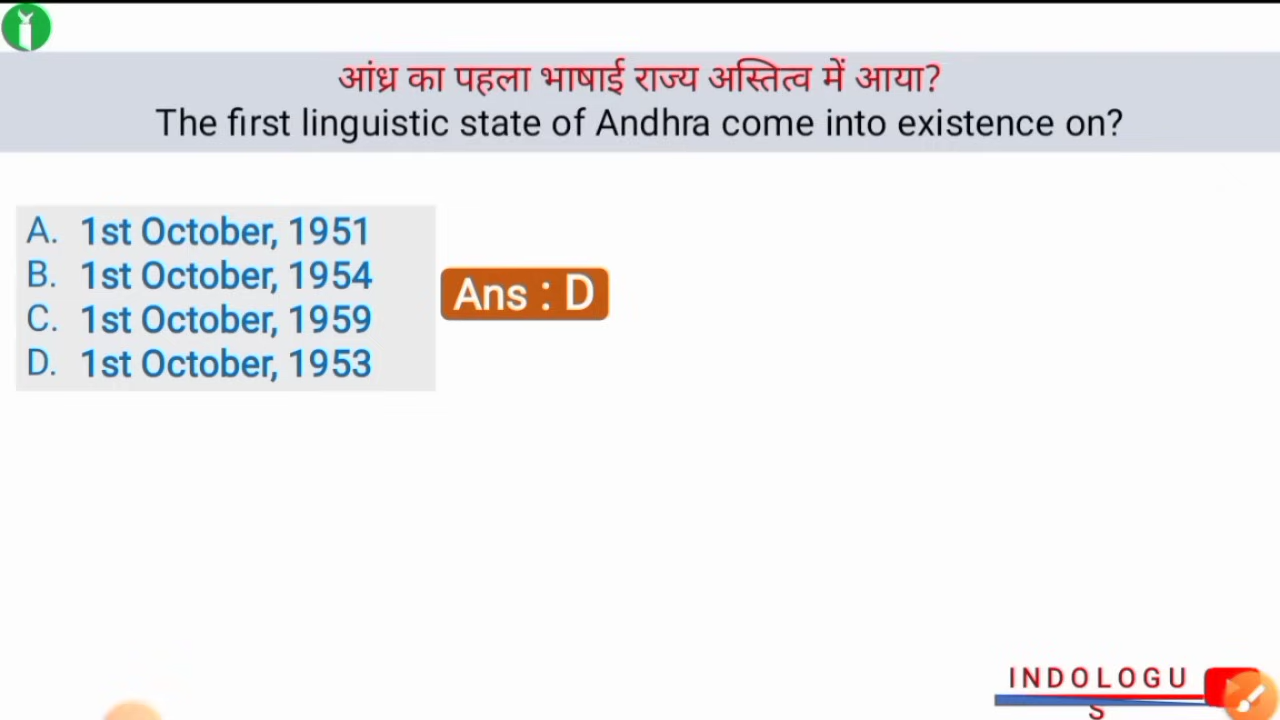 आंध्र का पहला भाषाई राज्य अस्तित्व में आया?
The first linguistic state of Andhra come into existence on?
A. 1st October, 1951
B. 1st October, 1954
C. 1st October, 1959
D. 1st October, 1953
Ans : D
INDOLOGU
S